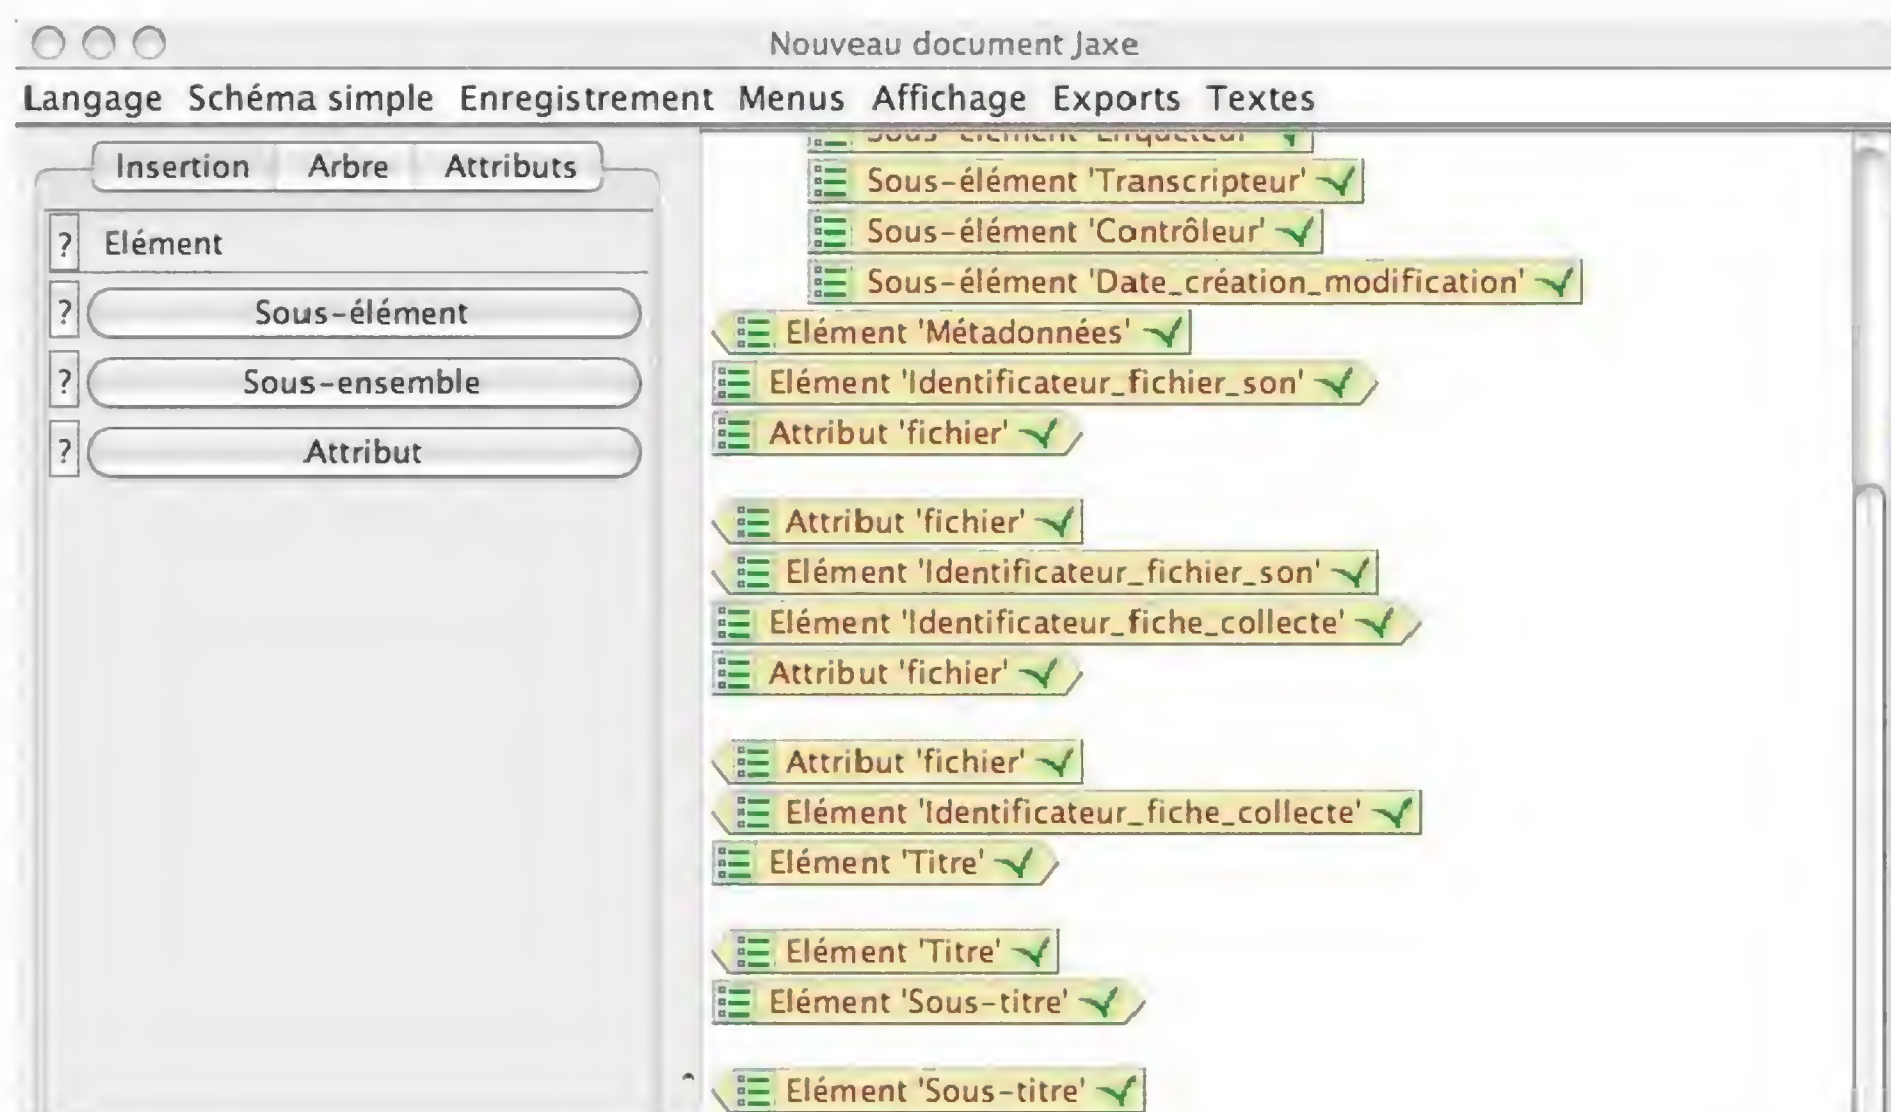 Nouveau document Jaxe
Langage Schéma simple Enregistrement Menus Affichage Exports Textes
Insertion Arbre Attributs
? Elément
? Sous-élément
? Sous-ensemble
? Attribut
Sous-élément 'Enquêteur'
Sous-élément 'Transcripteur'
Sous-élément 'Contrôleur'
Sous-élément 'Date_création_modification'
Elément 'Métadonnées'
Elément 'Identificateur_fichier_son'
Attribut 'fichier'
Attribut 'fichier'
Elément 'Identificateur_fichier_son'
Elément 'Identificateur_fiche_collecte'
Attribut 'fichier'
Attribut 'fichier'
Elément 'Identificateur_fiche_collecte'
Elément 'Titre'
Elément 'Titre'
Elément 'Sous-titre'
Elément 'Sous-titre'